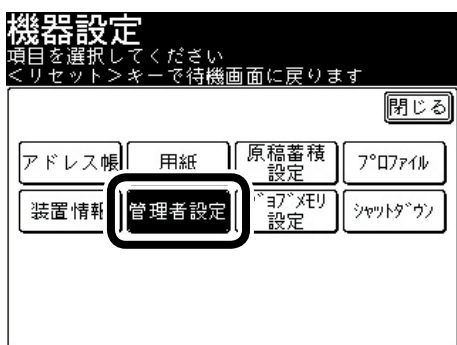 機器設定
項目を選択してください
＜リセット＞キーで待機画面に戻ります
閉じる
アドレス帳
用紙
原稿蓄積
設定
プロファイル
装置情報
管理者設定
ジョブメモリ
設定
シャットダウン